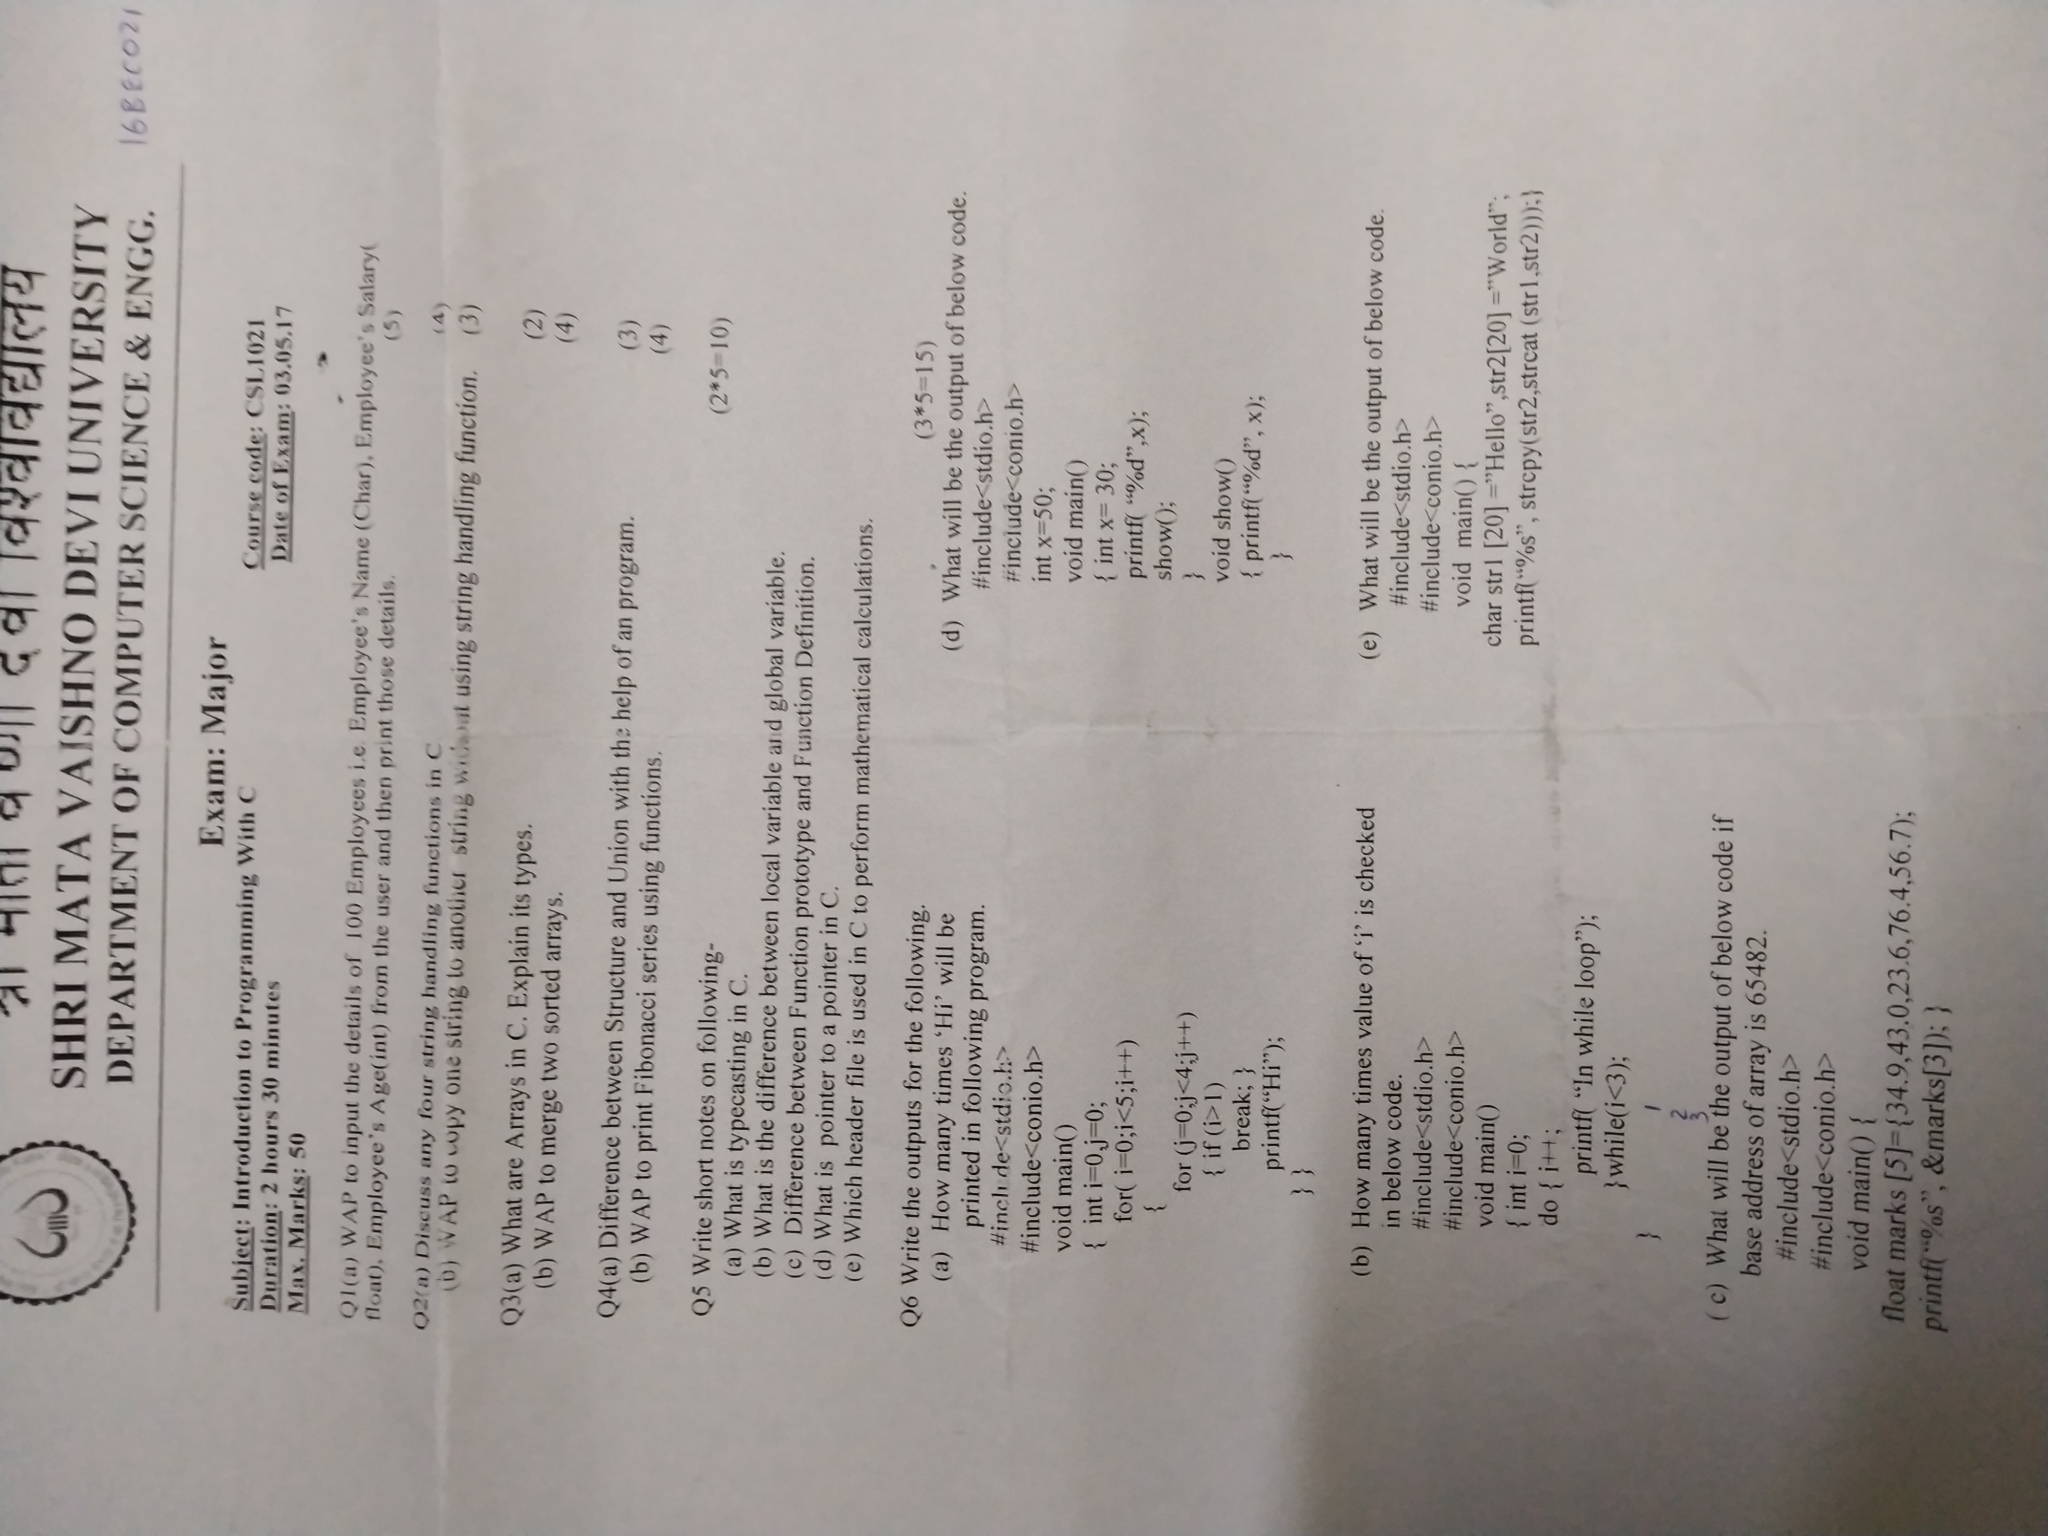 श्री माता वैष्णो देवी विश्वविद्यालय
SHRI MATA VAISHNO DEVI UNIVERSITY
DEPARTMENT OF COMPUTER SCIENCE & ENGG.
16BEC021
Exam: Major
Subject: Introduction to Programming With C
Course code: CSL1021
Duration: 2 hours 30 minutes
Date of Exam: 03.05.17
Max. Marks: 50
Q1(a) WAP to input the details of 100 Employees i.e. Employee's Name (Char), Employee's Salary(
float), Employee's Age(int) from the user and then print those details. (5)
Q2(a) Discuss any four string handling functions in C (4)
(b) WAP to copy one string to another string without using string handling function. (3)
Q3(a) What are Arrays in C. Explain its types. (2)
(b) WAP to merge two sorted arrays. (4)
Q4(a) Difference between Structure and Union with the help of an program. (3)
(b) WAP to print Fibonacci series using functions. (4)
Q5 Write short notes on following- (2*5=10)
(a) What is typecasting in C.
(b) What is the difference between local variable and global variable.
(c) Difference between Function prototype and Function Definition.
(d) What is pointer to a pointer in C.
(e) Which header file is used in C to perform mathematical calculations.
Q6 Write the outputs for the following. (3*5=15)
(a) How many times ‘Hi’ will be
printed in following program.
#include<stdio.h>
#include<conio.h>
void main()
{ int i=0,j=0;
for( i=0;i<5;i++)
{
for (j=0;j<4;j++)
{ if (i>1)
break; }
printf(“Hi”);
} }
(b) How many times value of ‘i’ is checked
in below code.
#include<stdio.h>
#include<conio.h>
void main()
{ int i=0;
do { i++;
printf( “In while loop”);
}while(i<3);
}
1
2
3
( c) What will be the output of below code if
base address of array is 65482.
#include<stdio.h>
#include<conio.h>
void main() {
float marks [5]={34.9,43.0,23.6,76.4,56.7);
printf(“%s”, &marks[3]); }
(d) What will be the output of below code.
#include<stdio.h>
#include<conio.h>
int x=50;
void main()
{ int x= 30;
printf( “%d”,x);
show();
}
void show()
{ printf(“%d”, x);
}
(e) What will be the output of below code.
#include<stdio.h>
#include<conio.h>
void main() {
char str1 [20] =”Hello”,str2[20] =”World”;
printf(“%s”, strcpy(str2,strcat (str1,str2)));}